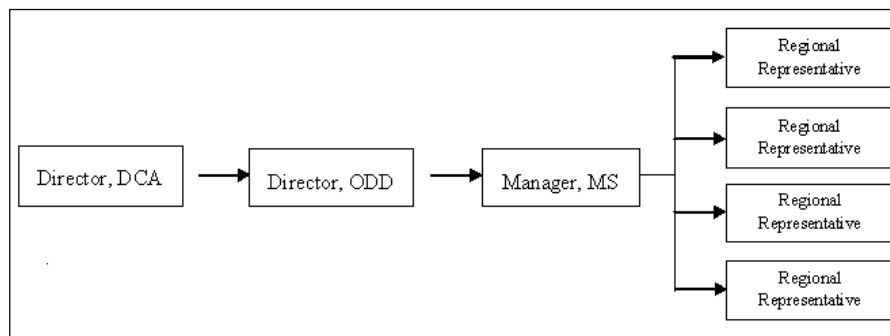 Director, DCA
Director, ODD
Manager, MS
Regional
Representative
Regional
Representative
Regional
Representative
Regional
Representative